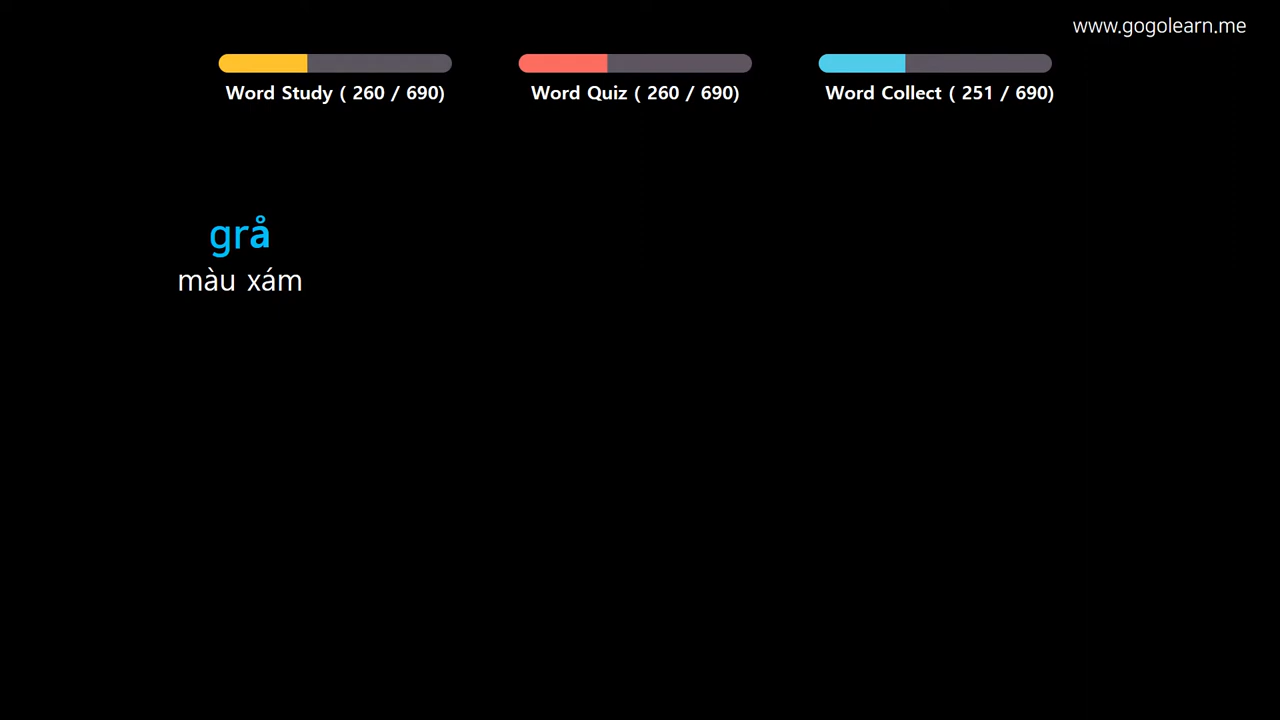 www.gogolearn.me
Word Study ( 260 / 690)
Word Quiz ( 260 / 690)
Word Collect ( 251 / 690)
grå
màu xám